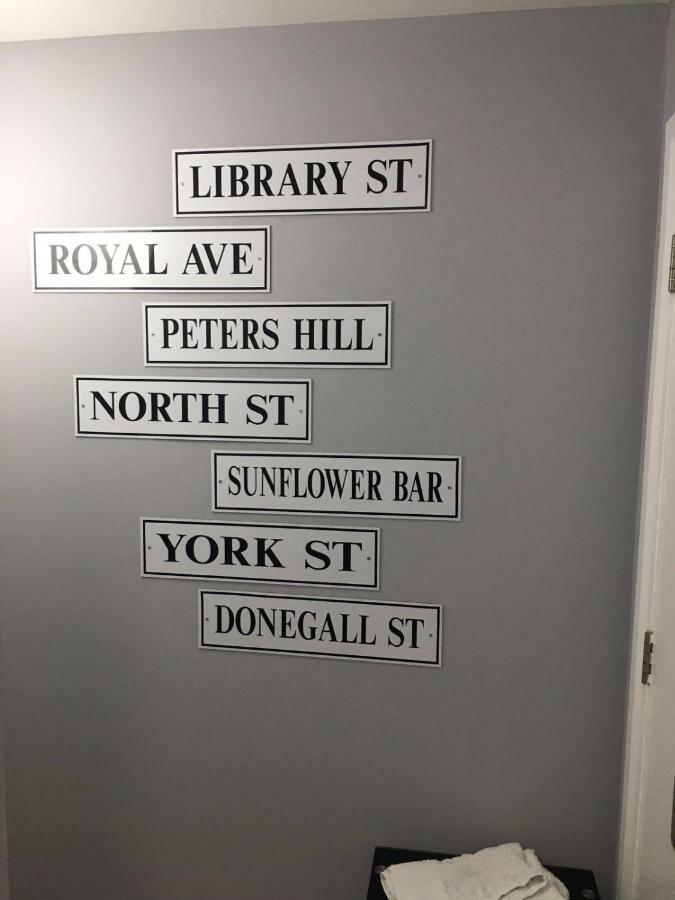 LIBRARY ST
ROYAL AVE
PETERS HILL
NORTH ST
SUNFLOWER BAR
YORK ST
DONEGALL ST